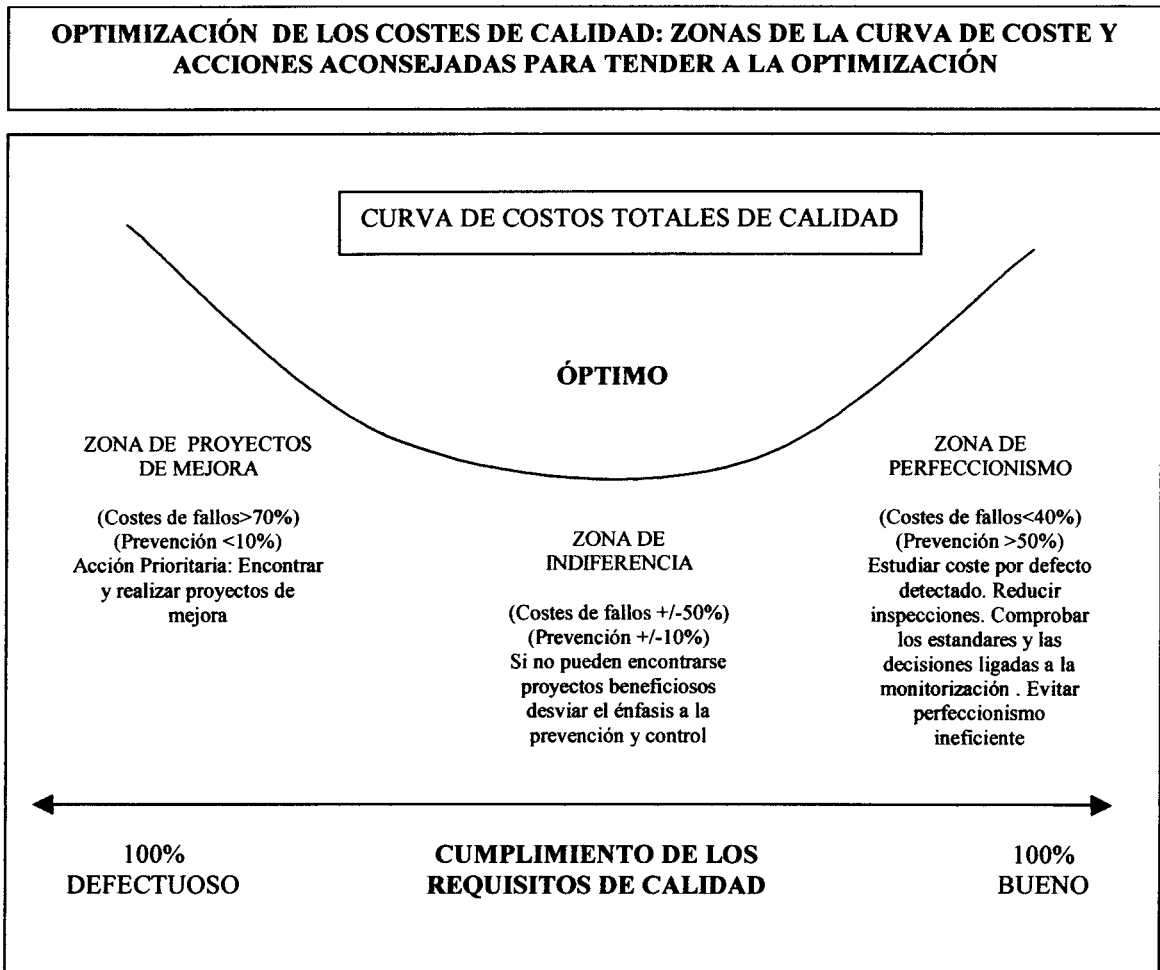 OPTIMIZACIÓN DE LOS COSTES DE CALIDAD: ZONAS DE LA CURVA DE COSTE Y
ACCIONES ACONSEJADAS PARA TENDER A LA OPTIMIZACIÓN
CURVA DE COSTOS TOTALES DE CALIDAD
ÓPTIMO
ZONA DE PROYECTOS
DE MEJORA
(Costes de fallos>70%)
(Prevención <10%)
Acción Prioritaria: Encontrar
y realizar proyectos de
mejora
ZONA DE
INDIFERENCIA
(Costes de fallos +/-50%)
(Prevención +/-10%)
Si no pueden encontrarse
proyectos beneficiosos
desviar el énfasis a la
prevención y control
ZONA DE
PERFECCIONISMO
(Costes de fallos<40%)
(Prevención >50%)
Estudiar coste por defecto
detectado. Reducir
inspecciones. Comprobar
los estandares y las
decisiones ligadas a la
monitorización . Evitar
perfeccionismo
ineficiente
100%
DEFECTUOSO
CUMPLIMIENTO DE LOS
REQUISITOS DE CALIDAD
100%
BUENO